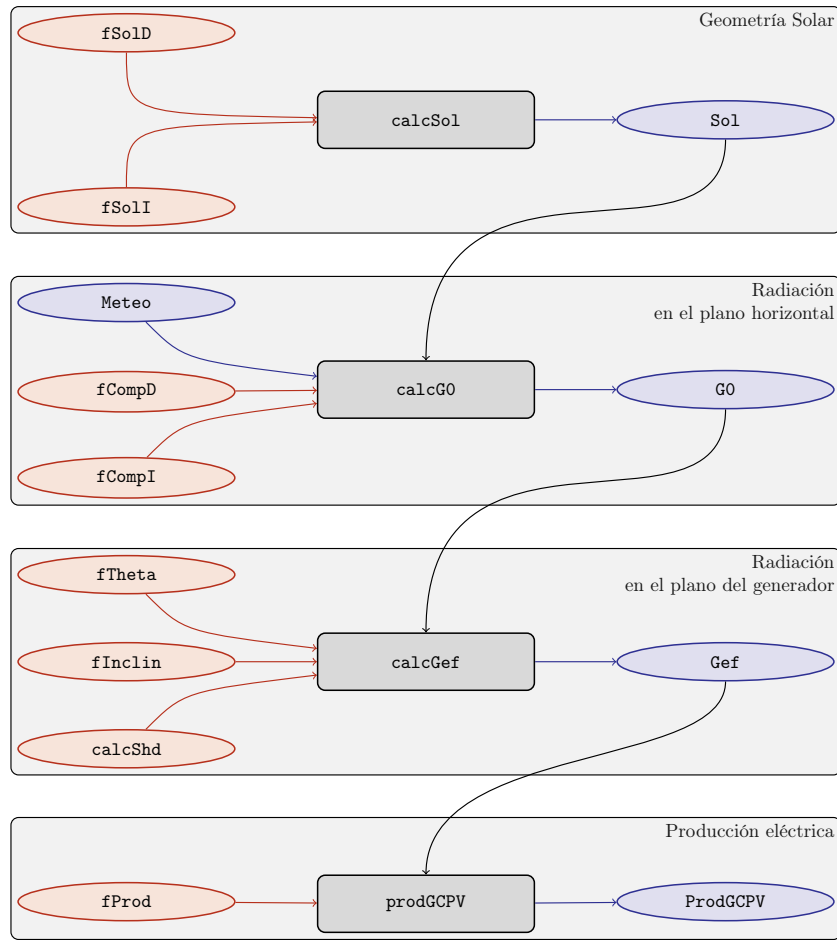 Geometría Solar
fSolD
calcSol
Sol
fSolI
Radiación
en el plano horizontal
Meteo
fCompD
calcG0
G0
fCompI
Radiación
en el plano del generador
fTheta
fInclin
calcGef
Gef
calcShd
Producción eléctrica
fProd
prodGCPV
ProdGCPV